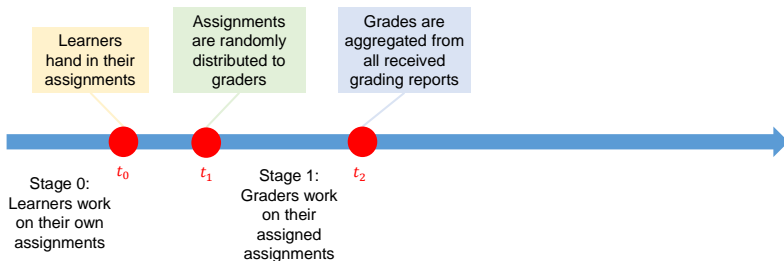 Learners
hand in their
assignments
Assignments
are randomly
distributed to
graders
Grades are
aggregated from
all received
grading reports
t₀
t₁
t₂
Stage 0:
Learners work
on their own
assignments
Stage 1:
Graders work
on their
assigned
assignments